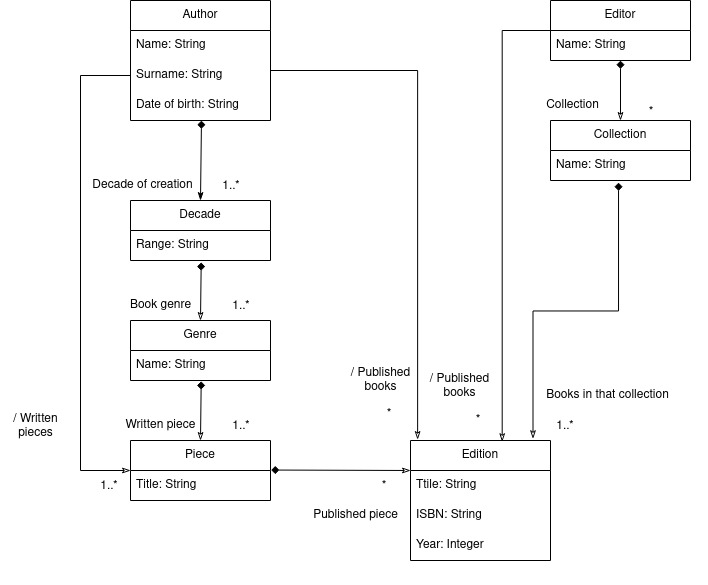 Author
Name: String
Surname: String
Date of birth: String
Editor
Name: String
Collection
*
Collection
Name: String
Decade of creation
1..*
Decade
Range: String
Book genre
1..*
Genre
Name: String
/ Published
books
*
/ Published
books
*
Books in that collection
1..*
/ Written
pieces
1..*
Written piece
1..*
Piece
Title: String
*
Published piece
Edition
Ttile: String
ISBN: String
Year: Integer